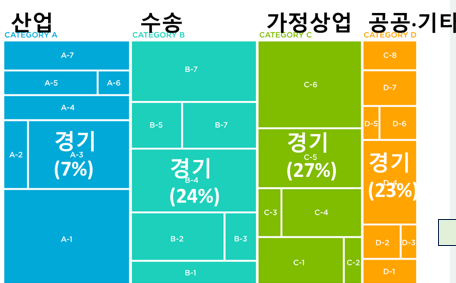 산업 수송 가정상업 공공·기타
CATEGORY A CATEGORY B CATEGORY C CATEGORY D
A-7
A-5 A-6
A-4
A-2 A-3
경기
(7%)
A-1
B-7
B-5 B-7
경기
B-4
(24%)
B-2 B-3
B-1
C-6
경기
C-5
(27%)
C-3 C-4
C-1 C-2
C-8
D-7
D-5 D-6
경기
(23%)
D-2 D-3
D-1